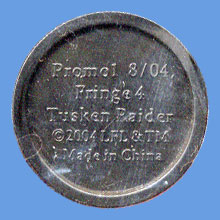 Promo1 8/04,
Fringe 4
Tusken Raider
©2004 LFL &TM
Made in China